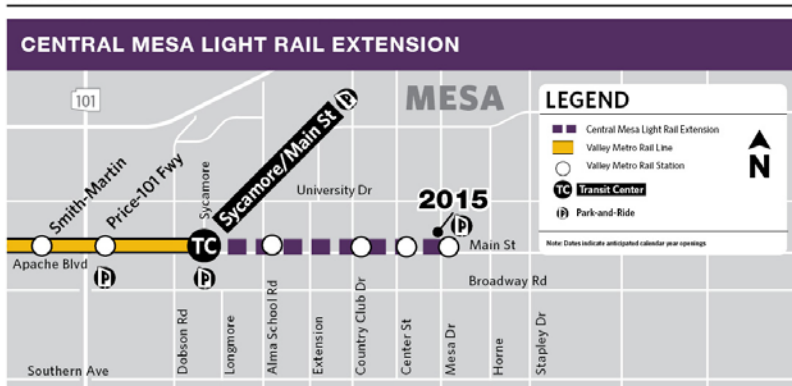 CENTRAL MESA LIGHT RAIL EXTENSION
101
MESA
LEGEND
Central Mesa Light Rail Extension
Valley Metro Rail Line
Valley Metro Rail Station
TC Transit Center
P Park-and-Ride
Note: Dates indicate anticipated calendar year openings
N
Smith-Martin
Price-101 Fwy
Sycamore
Sycamore/Main St P
University Dr
2015
P
TC
Main St
Apache Blvd
P
P
Broadway Rd
Dobson Rd
Longmore
Alma School Rd
Extension
Country Club Dr
Center St
Mesa Dr
Horne
Stapley Dr
Southern Ave